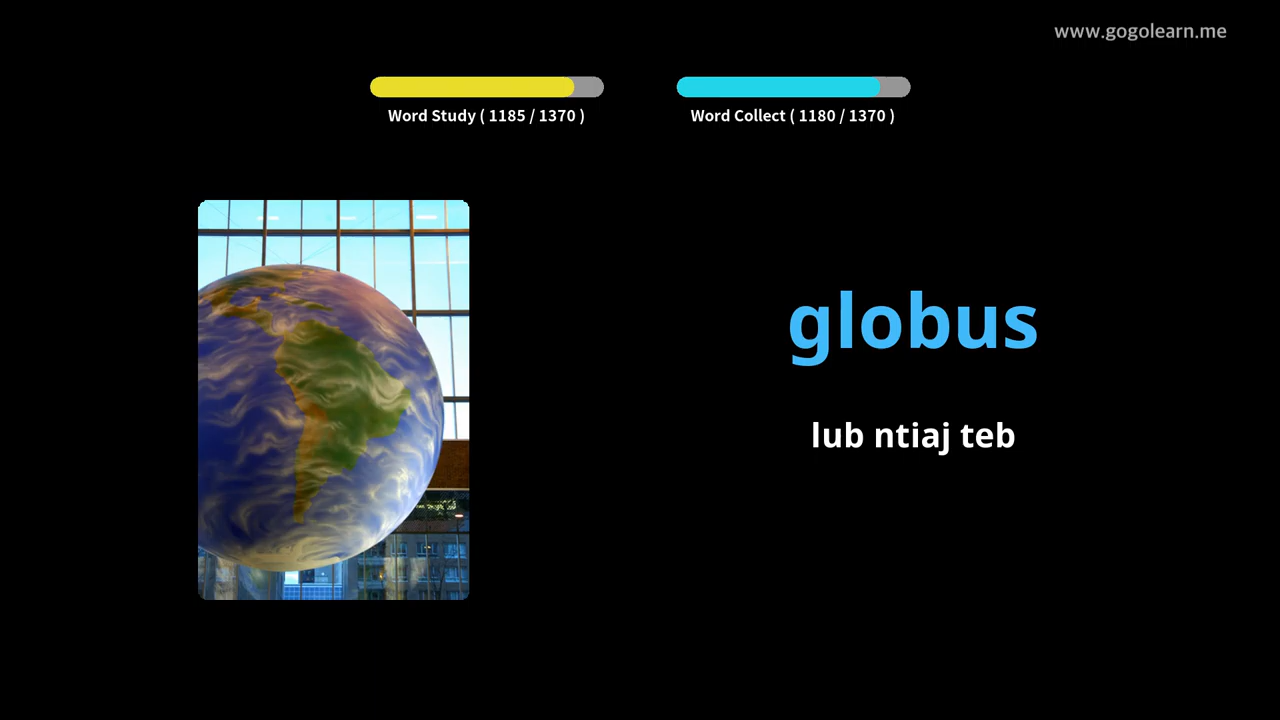 www.gogolearn.me
Word Study ( 1185 / 1370 )
Word Collect ( 1180 / 1370 )
globus
lub ntiaj teb